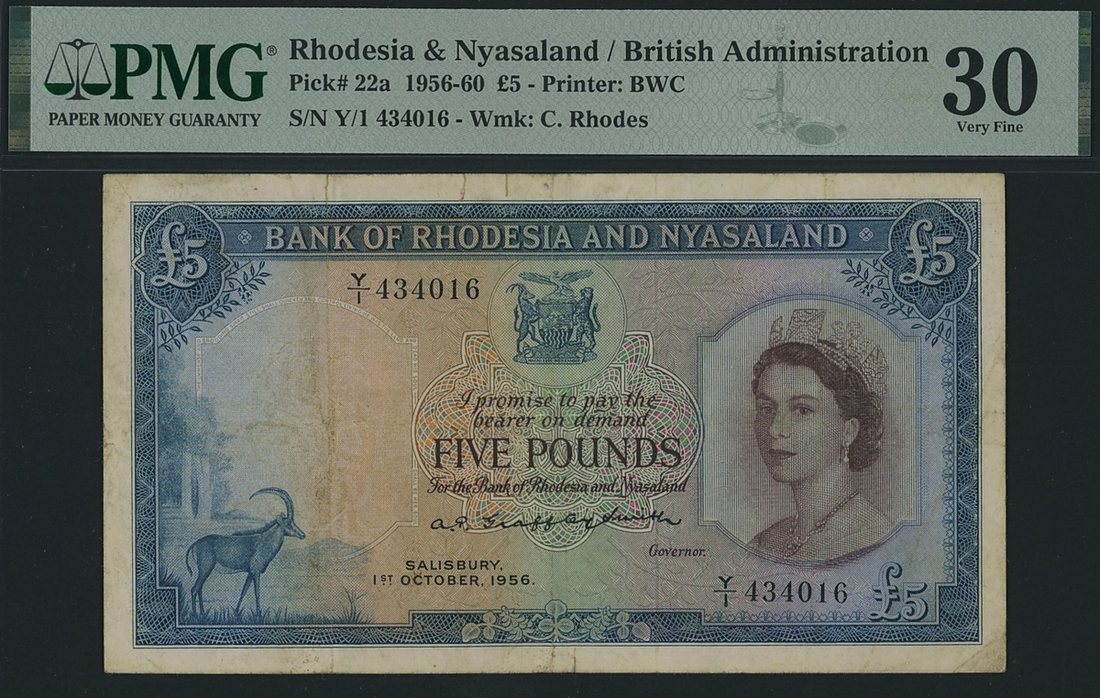 PMG®
PAPER MONEY GUARANTY
Rhodesia & Nyasaland / British Administration
Pick# 22a 1956-60 £5 - Printer: BWC
S/N Y/1 434016 - Wmk: C. Rhodes
30
Very Fine
£5 BANK OF RHODESIA AND NYASALAND £5
Y/1 434016
I promise to pay the
bearer on demand
FIVE POUNDS
For the Bank of Rhodesia and Nyasaland
Governor.
SALISBURY,
1ST OCTOBER, 1956.
Y/1 434016 £5